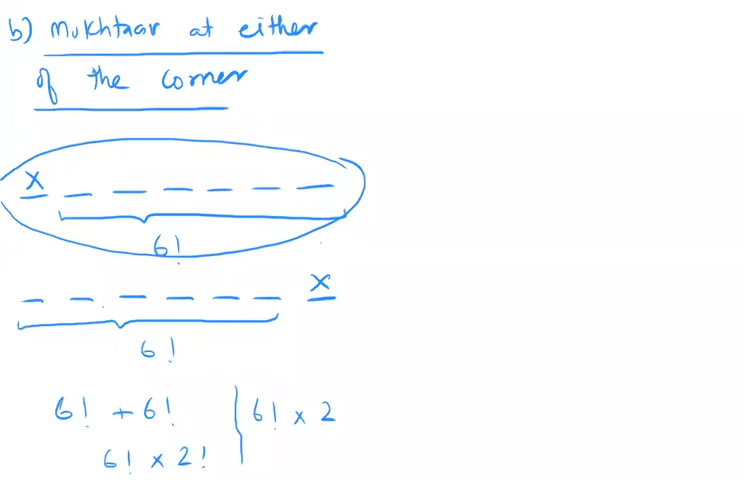 b) Mukhtaar at either
of the corner
X _ _ _ _ _ _
6!
_ _ _ _ _ _ X
6!
6! + 6! | 6! x 2
6! x 2!